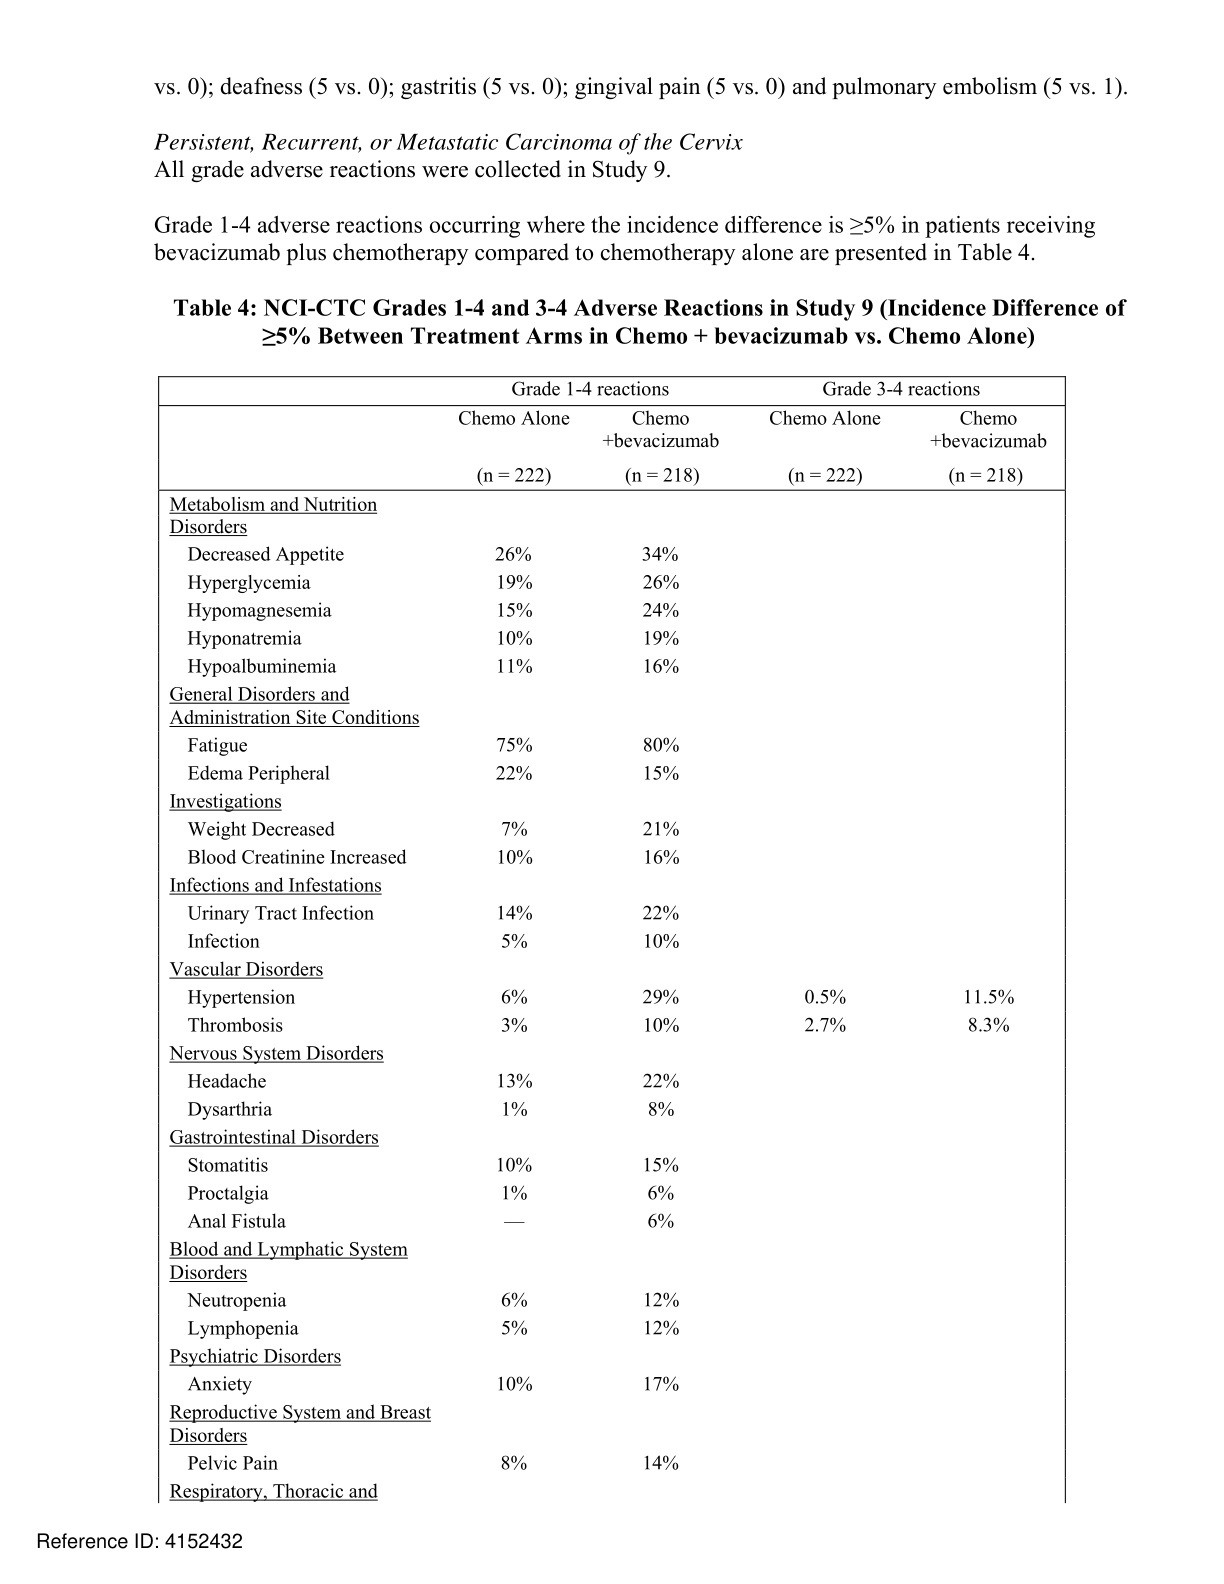 vs. 0); deafness (5 vs. 0); gastritis (5 vs. 0); gingival pain (5 vs. 0) and pulmonary embolism (5 vs. 1).
Persistent, Recurrent, or Metastatic Carcinoma of the Cervix
All grade adverse reactions were collected in Study 9.
Grade 1-4 adverse reactions occurring where the incidence difference is ≥5% in patients receiving
bevacizumab plus chemotherapy compared to chemotherapy alone are presented in Table 4.
Table 4: NCI-CTC Grades 1-4 and 3-4 Adverse Reactions in Study 9 (Incidence Difference of
≥5% Between Treatment Arms in Chemo + bevacizumab vs. Chemo Alone)
Grade 1-4 reactions Grade 3-4 reactions
Chemo Alone Chemo Chemo Alone Chemo
+bevacizumab +bevacizumab
(n = 222) (n = 218) (n = 222) (n = 218)
Metabolism and Nutrition
Disorders
Decreased Appetite 26% 34%
Hyperglycemia 19% 26%
Hypomagnesemia 15% 24%
Hyponatremia 10% 19%
Hypoalbuminemia 11% 16%
General Disorders and
Administration Site Conditions
Fatigue 75% 80%
Edema Peripheral 22% 15%
Investigations
Weight Decreased 7% 21%
Blood Creatinine Increased 10% 16%
Infections and Infestations
Urinary Tract Infection 14% 22%
Infection 5% 10%
Vascular Disorders
Hypertension 6% 29% 0.5% 11.5%
Thrombosis 3% 10% 2.7% 8.3%
Nervous System Disorders
Headache 13% 22%
Dysarthria 1% 8%
Gastrointestinal Disorders
Stomatitis 10% 15%
Proctalgia 1% 6%
Anal Fistula — 6%
Blood and Lymphatic System
Disorders
Neutropenia 6% 12%
Lymphopenia 5% 12%
Psychiatric Disorders
Anxiety 10% 17%
Reproductive System and Breast
Disorders
Pelvic Pain 8% 14%
Respiratory, Thoracic and
Reference ID: 4152432